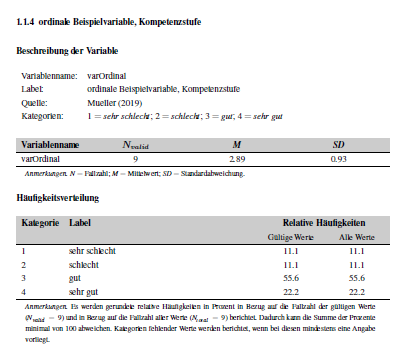 1.1.4 ordinale Beispielvariable, Kompetenzstufe
Beschreibung der Variable
Variablenname: varOrdinal
Label: ordinale Beispielvariable, Kompetenzstufe
Quelle: Mueller (2019)
Kategorien: 1 = sehr schlecht; 2 = schlecht; 3 = gut; 4 = sehr gut
Variablenname N valid M SD
varOrdinal 9 2.89 0.93
Anmerkungen. N = Fallzahl; M = Mittelwert; SD = Standardabweichung.
Häufigkeitsverteilung
Kategorie Label Relative Häufigkeiten
Gültige Werte Alle Werte
1 sehr schlecht 11.1 11.1
2 schlecht 11.1 11.1
3 gut 55.6 55.6
4 sehr gut 22.2 22.2
Anmerkungen. Es werden gerundete relative Häufigkeiten in Prozent in Bezug auf die Fallzahl der gültigen Werte
(N valid = 9) und in Bezug auf die Fallzahl aller Werte (N total = 9) berichtet. Dadurch kann die Summe der Prozente
minimal von 100 abweichen. Kategorien fehlender Werte werden berichtet, wenn bei diesen mindestens eine Angabe
vorliegt.